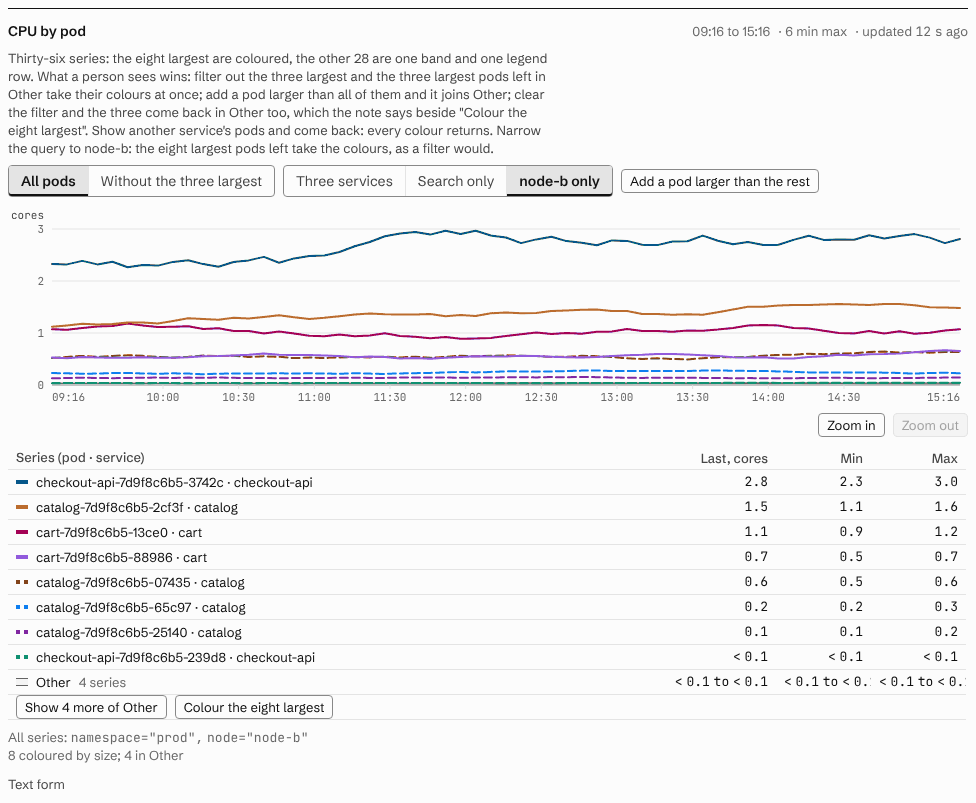 CPU by pod
09:16 to 15:16 · 6 min max · updated 12 s ago
Thirty-six series: the eight largest are coloured, the other 28 are one band and one legend
row. What a person sees wins: filter out the three largest and the three largest pods left in
Other take their colours at once; add a pod larger than all of them and it joins Other; clear
the filter and the three come back in Other too, which the note says beside "Colour the
eight largest". Show another service's pods and come back: every colour returns. Narrow
the query to node-b: the eight largest pods left take the colours, as a filter would.
All pods Without the three largest Three services Search only node-b only Add a pod larger than the rest
cores
3
2
1
0
09:16 10:00 10:30 11:00 11:30 12:00 12:30 13:00 13:30 14:00 14:30 15:16
Zoom in Zoom out
Series (pod · service) Last, cores Min Max
checkout-api-7d9f8c6b5-3742c · checkout-api 2.8 2.3 3.0
catalog-7d9f8c6b5-2cf3f · catalog 1.5 1.1 1.6
cart-7d9f8c6b5-13ce0 · cart 1.1 0.9 1.2
cart-7d9f8c6b5-88986 · cart 0.7 0.5 0.7
catalog-7d9f8c6b5-07435 · catalog 0.6 0.5 0.6
catalog-7d9f8c6b5-65c97 · catalog 0.2 0.2 0.3
catalog-7d9f8c6b5-25140 · catalog 0.1 0.1 0.2
checkout-api-7d9f8c6b5-239d8 · checkout-api < 0.1 < 0.1 < 0.1
Other 4 series < 0.1 to < 0.1 < 0.1 to < 0. < 0.1 to < 0.
Show 4 more of Other Colour the eight largest
All series: namespace="prod", node="node-b"
8 coloured by size; 4 in Other
Text form